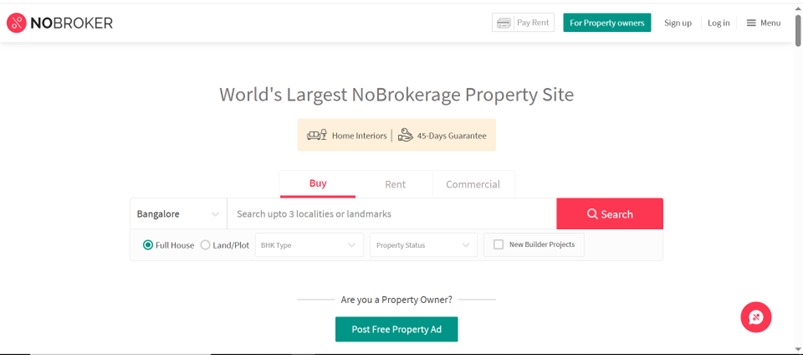 NOBROKER Pay Rent For Property owners Sign up Log in Menu
World's Largest NoBrokerage Property Site
Home Interiors 45-Days Guarantee
Buy Rent Commercial
Bangalore Search upto 3 localities or landmarks Search
Full House Land/Plot BHK Type Property Status New Builder Projects
Are you a Property Owner?
Post Free Property Ad